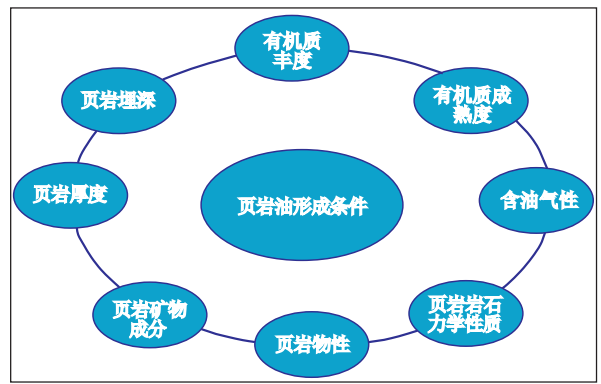 有机质
丰度
页岩埋深
有机质成
熟度
页岩厚度
页岩油形成条件
含油气性
页岩矿物
成分
页岩岩石
力学性质
页岩物性